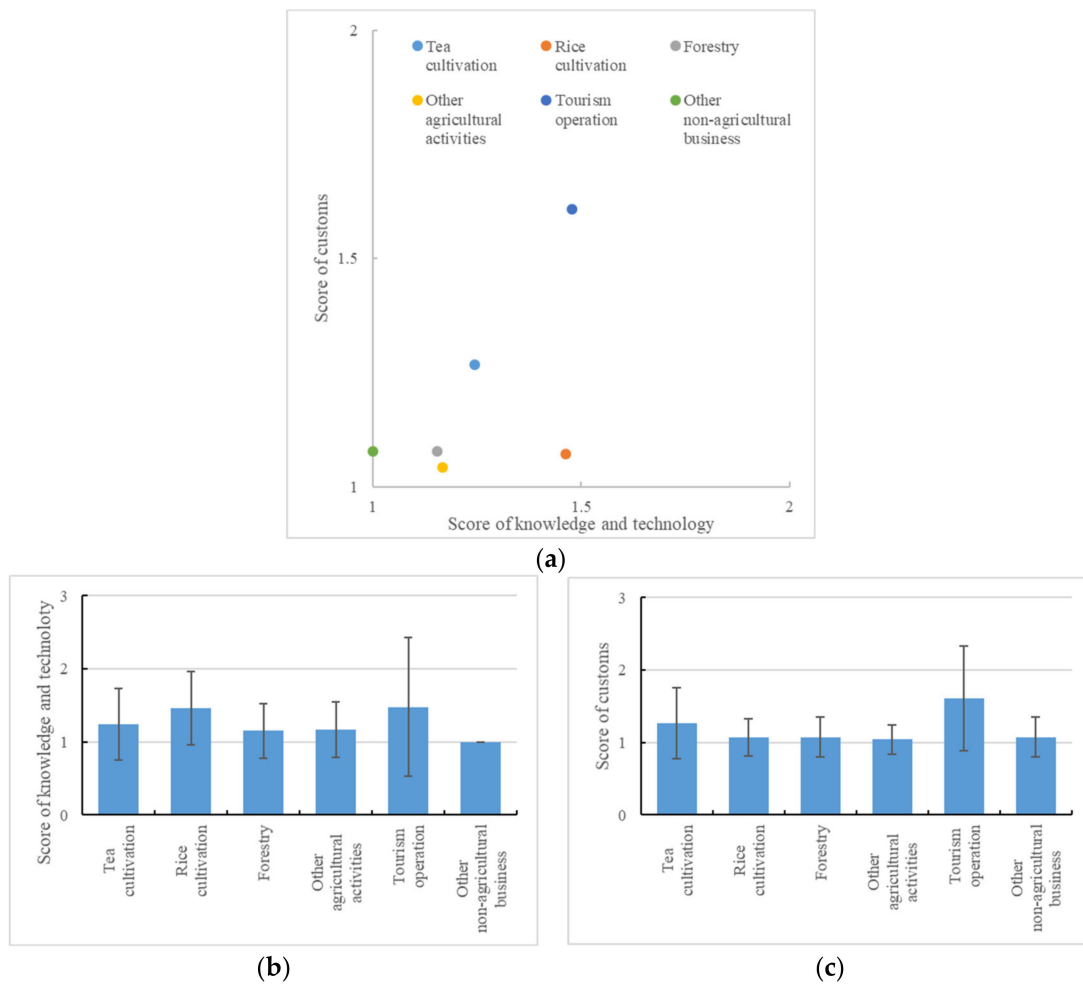 2
Tea
cultivation
Rice
cultivation
Forestry
Other
agricultural
activities
Tourism
operation
Other
non-agricultural
business
Score of customs
1.5
1
1
1.5
2
Score of knowledge and technology
(a)
3
2
1
0
Score of knowledge and technoloty
Tea
cultivation
Rice
cultivation
Forestry
Other
agricultural
activities
Tourism
operation
Other
non-agricultural
business
(b)
3
2
1
0
Score of customs
Tea
cultivation
Rice
cultivation
Forestry
Other
agricultural
activities
Tourism
operation
Other
non-agricultural
business
(c)